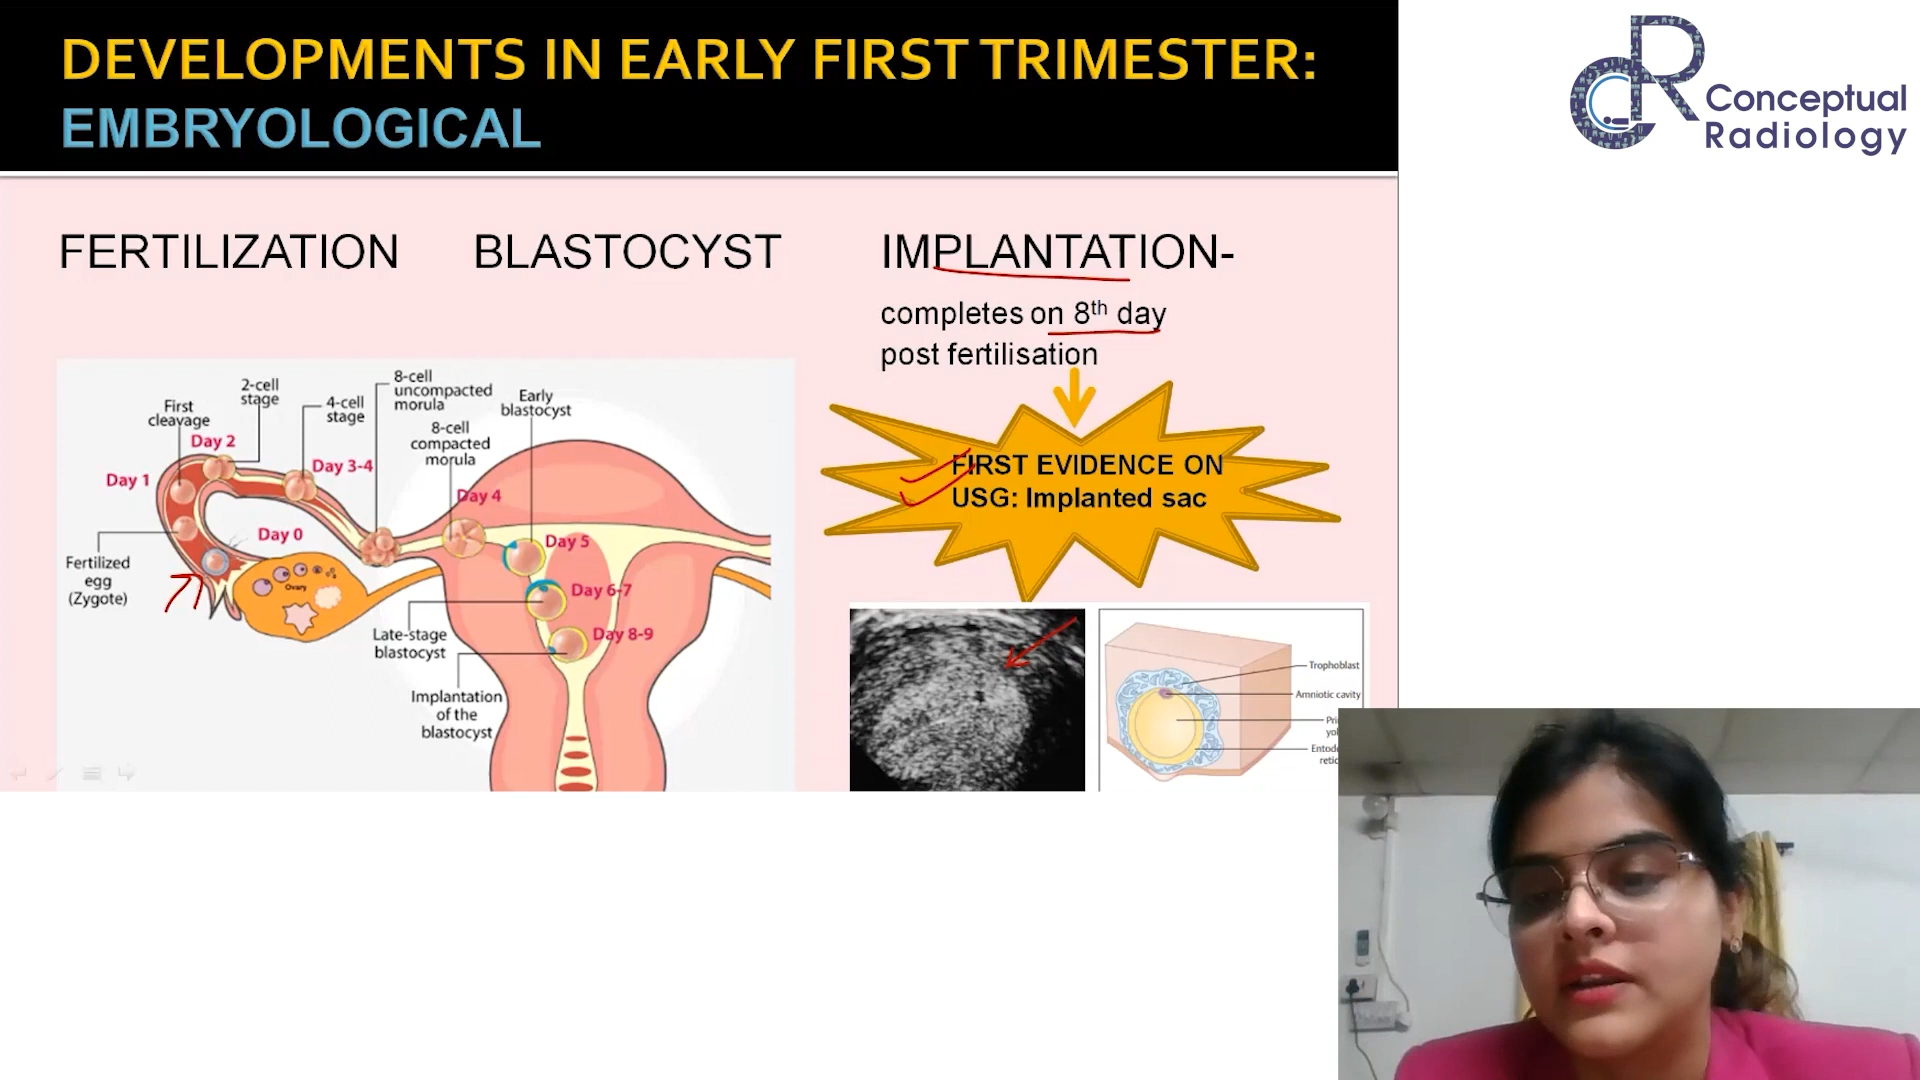 DEVELOPMENTS IN EARLY FIRST TRIMESTER:
EMBRYOLOGICAL
Conceptual
Radiology
FERTILIZATION
BLASTOCYST
IMPLANTATION-
completes on 8th day
post fertilisation
FIRST EVIDENCE ON
USG: Implanted sac
First
cleavage
2-cell
stage
4-cell
stage
8-cell
uncompacted
morula
8-cell
compacted
morula
Early
blastocyst
Day 1
Day 2
Day 3-4
Day 4
Day 0
Day 5
Day 6-7
Day 8-9
Fertilized
egg
(Zygote)
Ovary
Late-stage
blastocyst
Implantation
of the
blastocyst
Trophoblast
Amniotic cavity